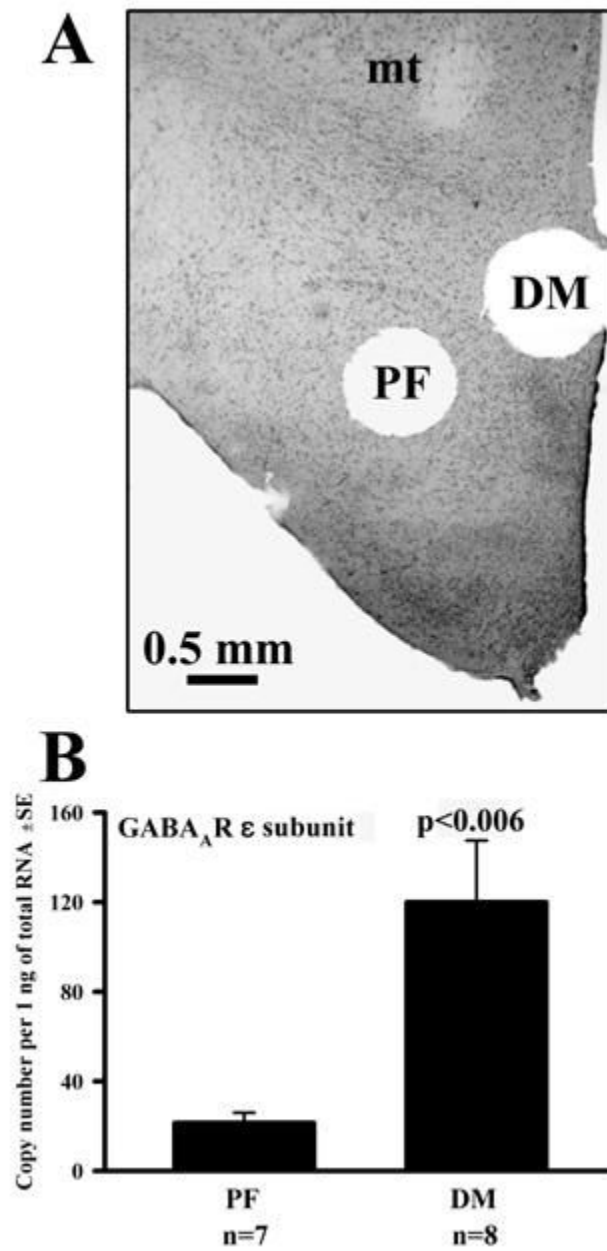 A
mt
DM
PF
0.5 mm
B
Copy number per 1 ng of total RNA ±SE
160
120
80
40
0
GABA_AR ε subunit
p<0.006
PF
DM
n=7
n=8